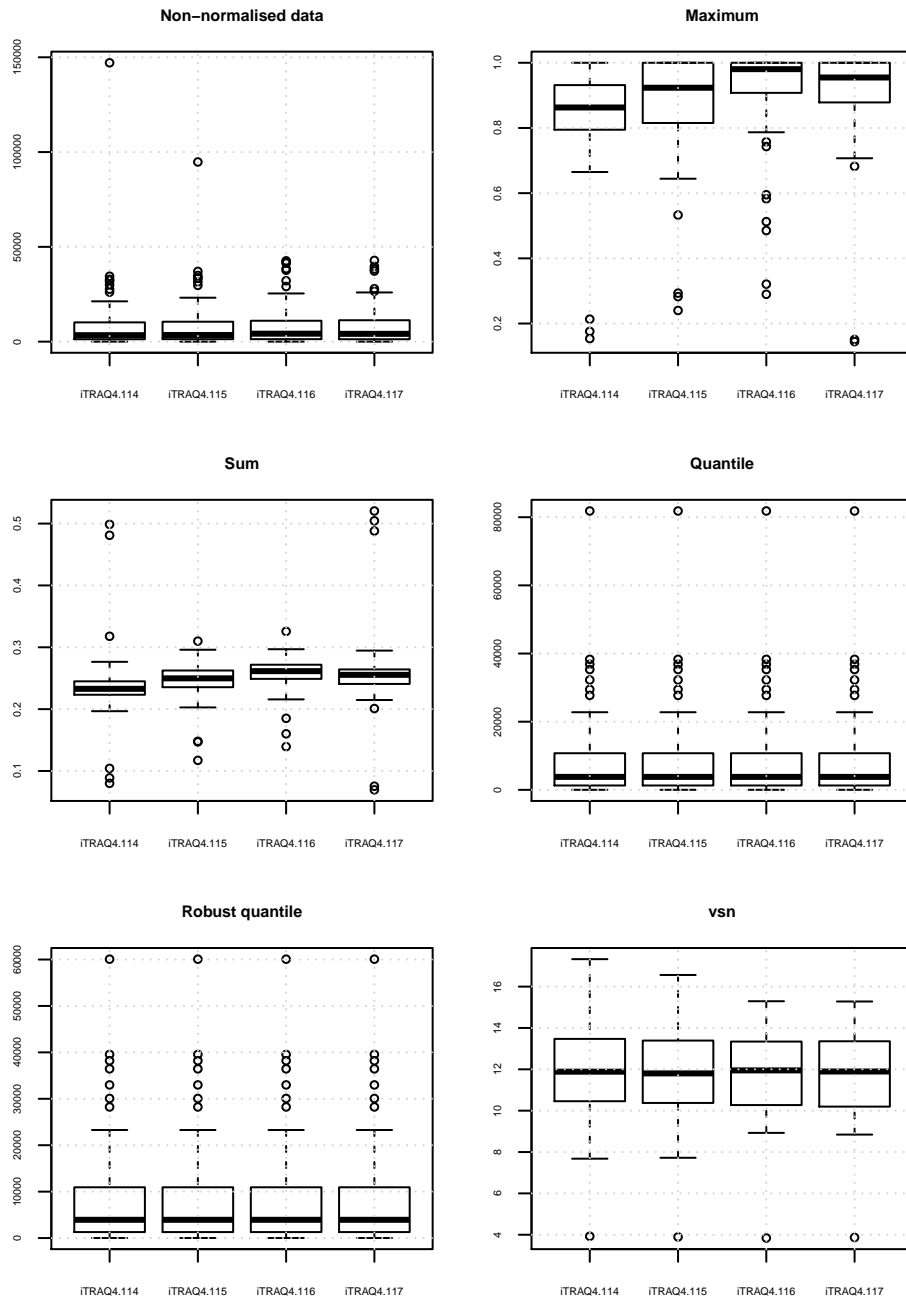 Non−normalised data
150000
100000
50000
0
iTRAQ4.114 iTRAQ4.115 iTRAQ4.116 iTRAQ4.117
Maximum
1.0
0.8
0.6
0.4
0.2
iTRAQ4.114 iTRAQ4.115 iTRAQ4.116 iTRAQ4.117
Sum
0.5
0.4
0.3
0.2
0.1
iTRAQ4.114 iTRAQ4.115 iTRAQ4.116 iTRAQ4.117
Quantile
80000
60000
40000
20000
0
iTRAQ4.114 iTRAQ4.115 iTRAQ4.116 iTRAQ4.117
Robust quantile
60000
50000
40000
30000
20000
10000
0
iTRAQ4.114 iTRAQ4.115 iTRAQ4.116 iTRAQ4.117
vsn
16
14
12
10
8
6
4
iTRAQ4.114 iTRAQ4.115 iTRAQ4.116 iTRAQ4.117